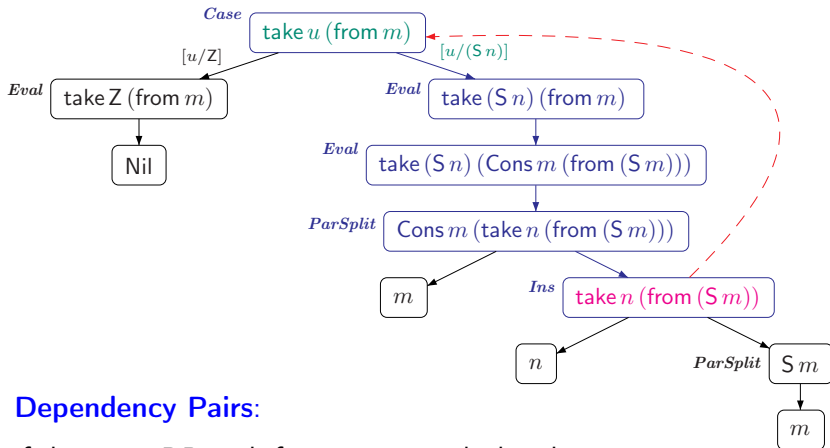 Case
take u (from m)
[u/Z]
[u/(S n)]
Eval
take Z (from m)
Eval
take (S n) (from m)
Nil
Eval
take (S n) (Cons m (from (S m)))
ParSplit
Cons m (take n (from (S m)))
m
Ins
take n (from (S m))
n
ParSplit
S m
m
Dependency Pairs: